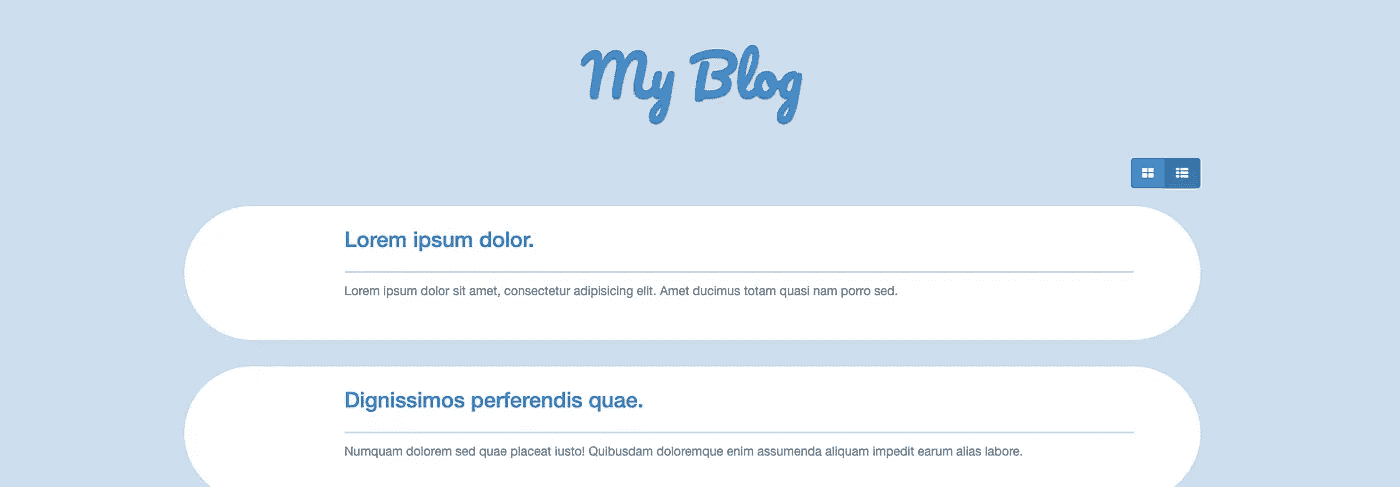 My Blog
Lorem ipsum dolor.
Lorem ipsum dolor sit amet, consectetur adipisicing elit. Amet ducimus totam quasi nam porro sed.
Dignissimos perferendis quae.
Numquam dolorem sed quae placeat iusto! Quibusdam doloremque enim assumenda aliquam impedit earum alias labore.